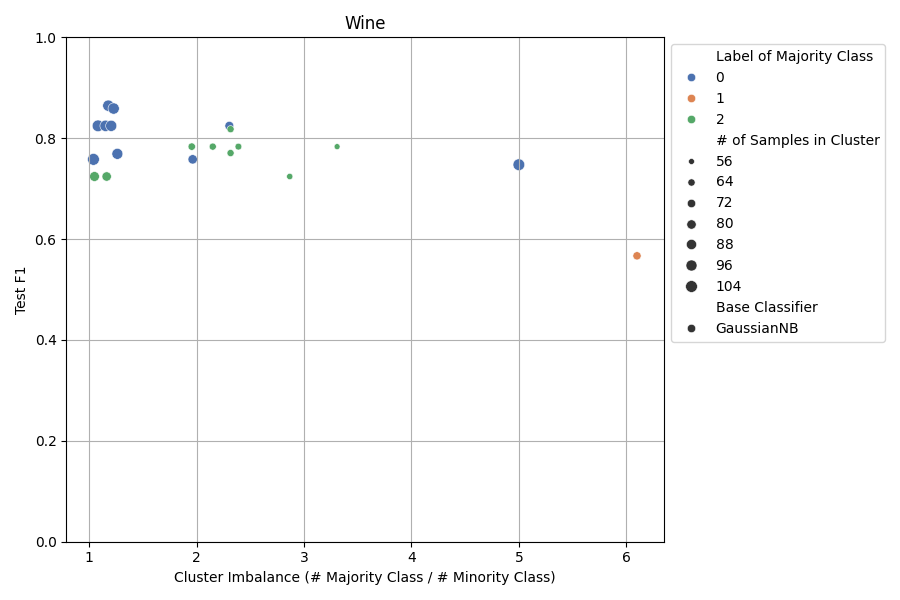 Wine
1.0
0.8
0.6
0.4
0.2
0.0
Test F1
1 2 3 4 5 6
Cluster Imbalance (# Majority Class / # Minority Class)
Label of Majority Class
0
1
2
# of Samples in Cluster
56
64
72
80
88
96
104
Base Classifier
GaussianNB